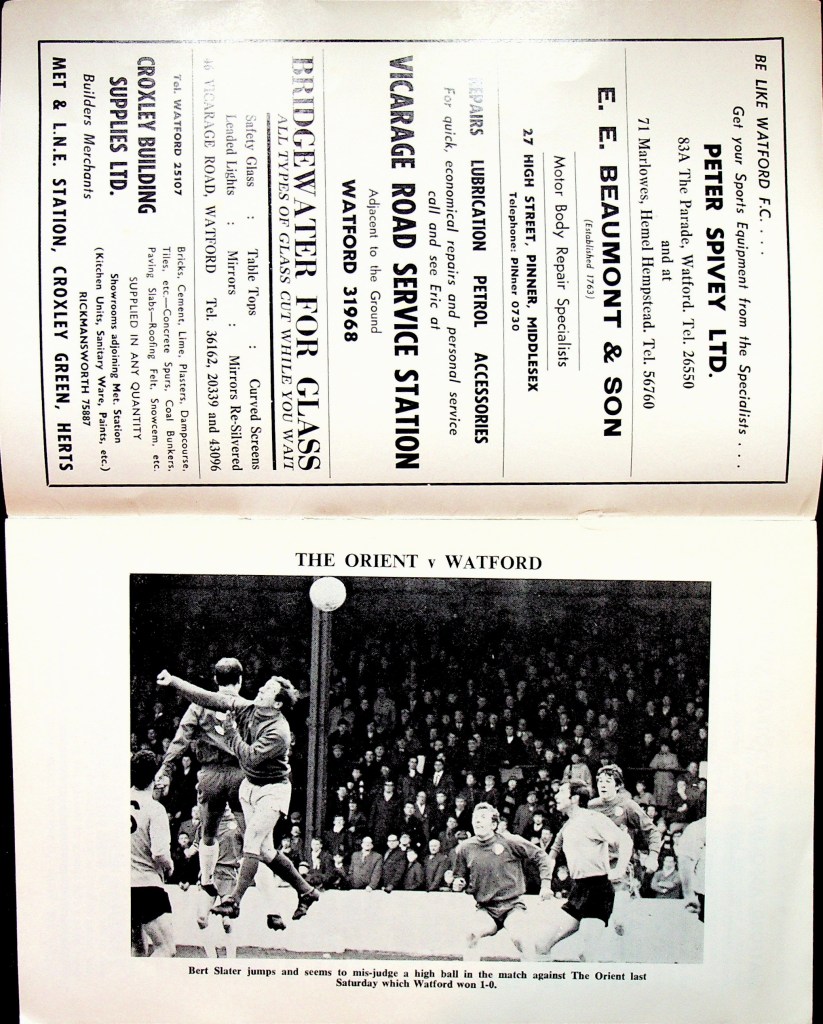 BE LIKE WATFORD F.C. . . .
Get your Sports Equipment from the Specialists . . .
PETER SPIVEY LTD.
83A The Parade, Watford. Tel. 26550
and at
71 Marlowes, Hemel Hempstead. Tel. 56760
E. E. BEAUMONT & SON
(Established 1763)
Motor Body Repair Specialists
27 HIGH STREET, PINNER, MIDDLESEX
Telephone: PINner 0730
REPAIRS LUBRICATION PETROL ACCESSORIES
For quick, economical repairs and personal service
call and see Eric at
VICARAGE ROAD SERVICE STATION
Adjacent to the Ground
WATFORD 31968
BRIDGEWATER FOR GLASS
ALL TYPES OF GLASS CUT WHILE YOU WAIT
Safety Glass : Table Tops : Curved Screens
Leaded Lights : Mirrors : Mirrors Re-Silvered
46 VICARAGE ROAD, WATFORD Tel. 36162, 20339 and 43096
Tel. WATFORD 25107
CROXLEY BUILDING
SUPPLIES LTD.
Builders Merchants
Bricks, Cement, Lime, Plasters, Dampcourse,
Tiles, etc.—Concrete Spurs, Coal Bunkers,
Paving Slabs—Roofing Felt, Snowcem, etc.
SUPPLIED IN ANY QUANTITY
Showrooms adjoining Met. Station
(Kitchen Units, Sanitary Ware, Paints, etc.)
RICKMANSWORTH 75887
MET & L.N.E. STATION, CROXLEY GREEN, HERTS
THE ORIENT v WATFORD
Bert Slater jumps and seems to mis-judge a high ball in the match against The Orient last
Saturday which Watford won 1-0.